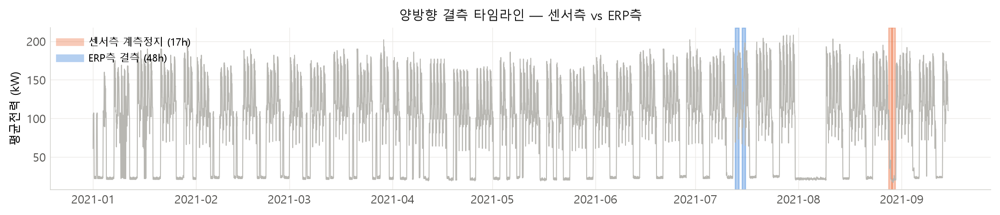 양방향 결측 타임라인 — 센서측 vs ERP측
센서측 계측정지 (17h)
ERP측 결측 (48h)
평균전력 (kW)
200
150
100
50
2021-01 2021-02 2021-03 2021-04 2021-05 2021-06 2021-07 2021-08 2021-09